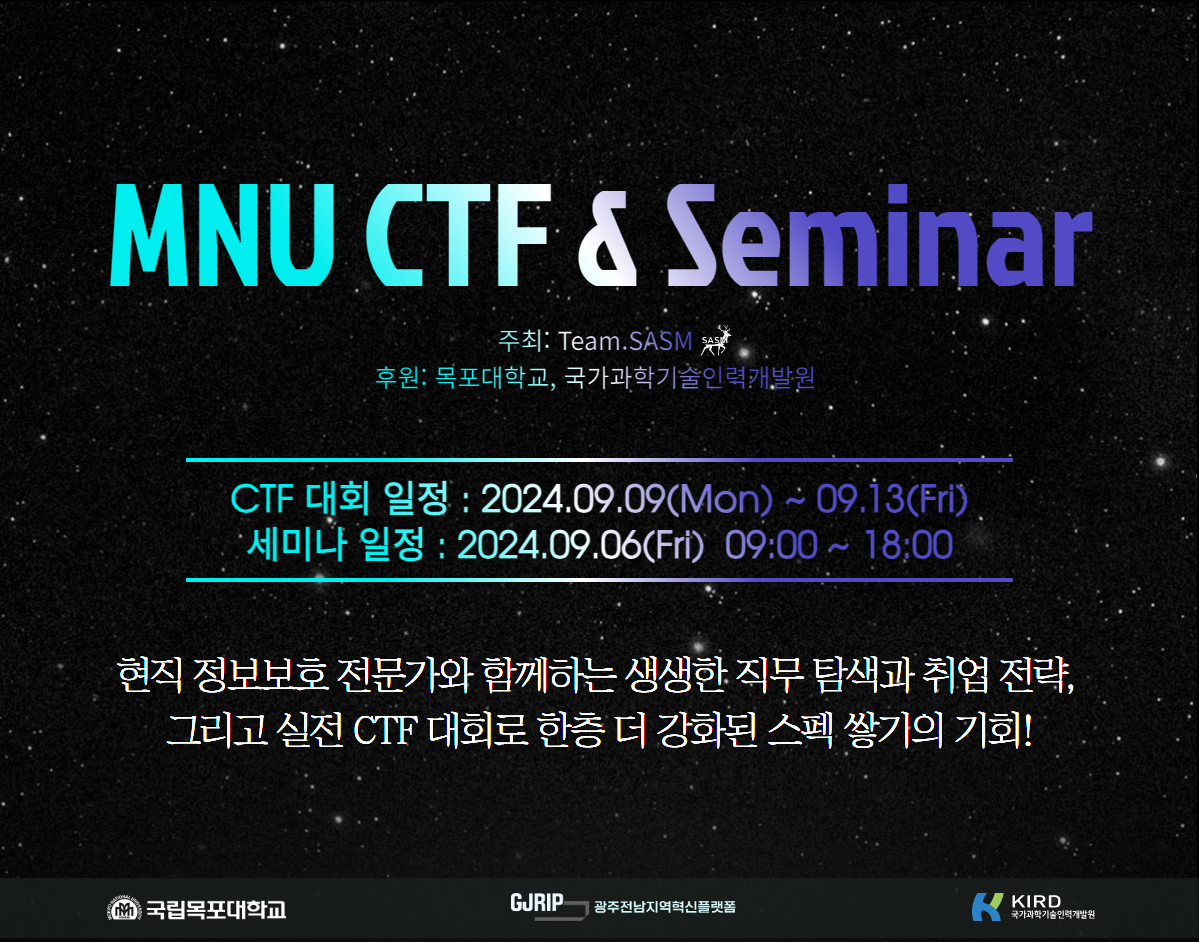 MNU CTF & Seminar
주최: Team.SASM SASM
후원: 목포대학교, 국가과학기술인력개발원
CTF 대회 일정 : 2024.09.09(Mon) ~ 09.13(Fri)
세미나 일정 : 2024.09.06(Fri) 09:00 ~ 18:00
현직 정보보호 전문가와 함께하는 생생한 직무 탐색과 취업 전략,
그리고 실전 CTF 대회로 한층 더 강화된 스펙 쌓기의 기회!
국립목포대학교
GJRIP 광주전남지역혁신플랫폼
KIRD
국가과학기술인력개발원